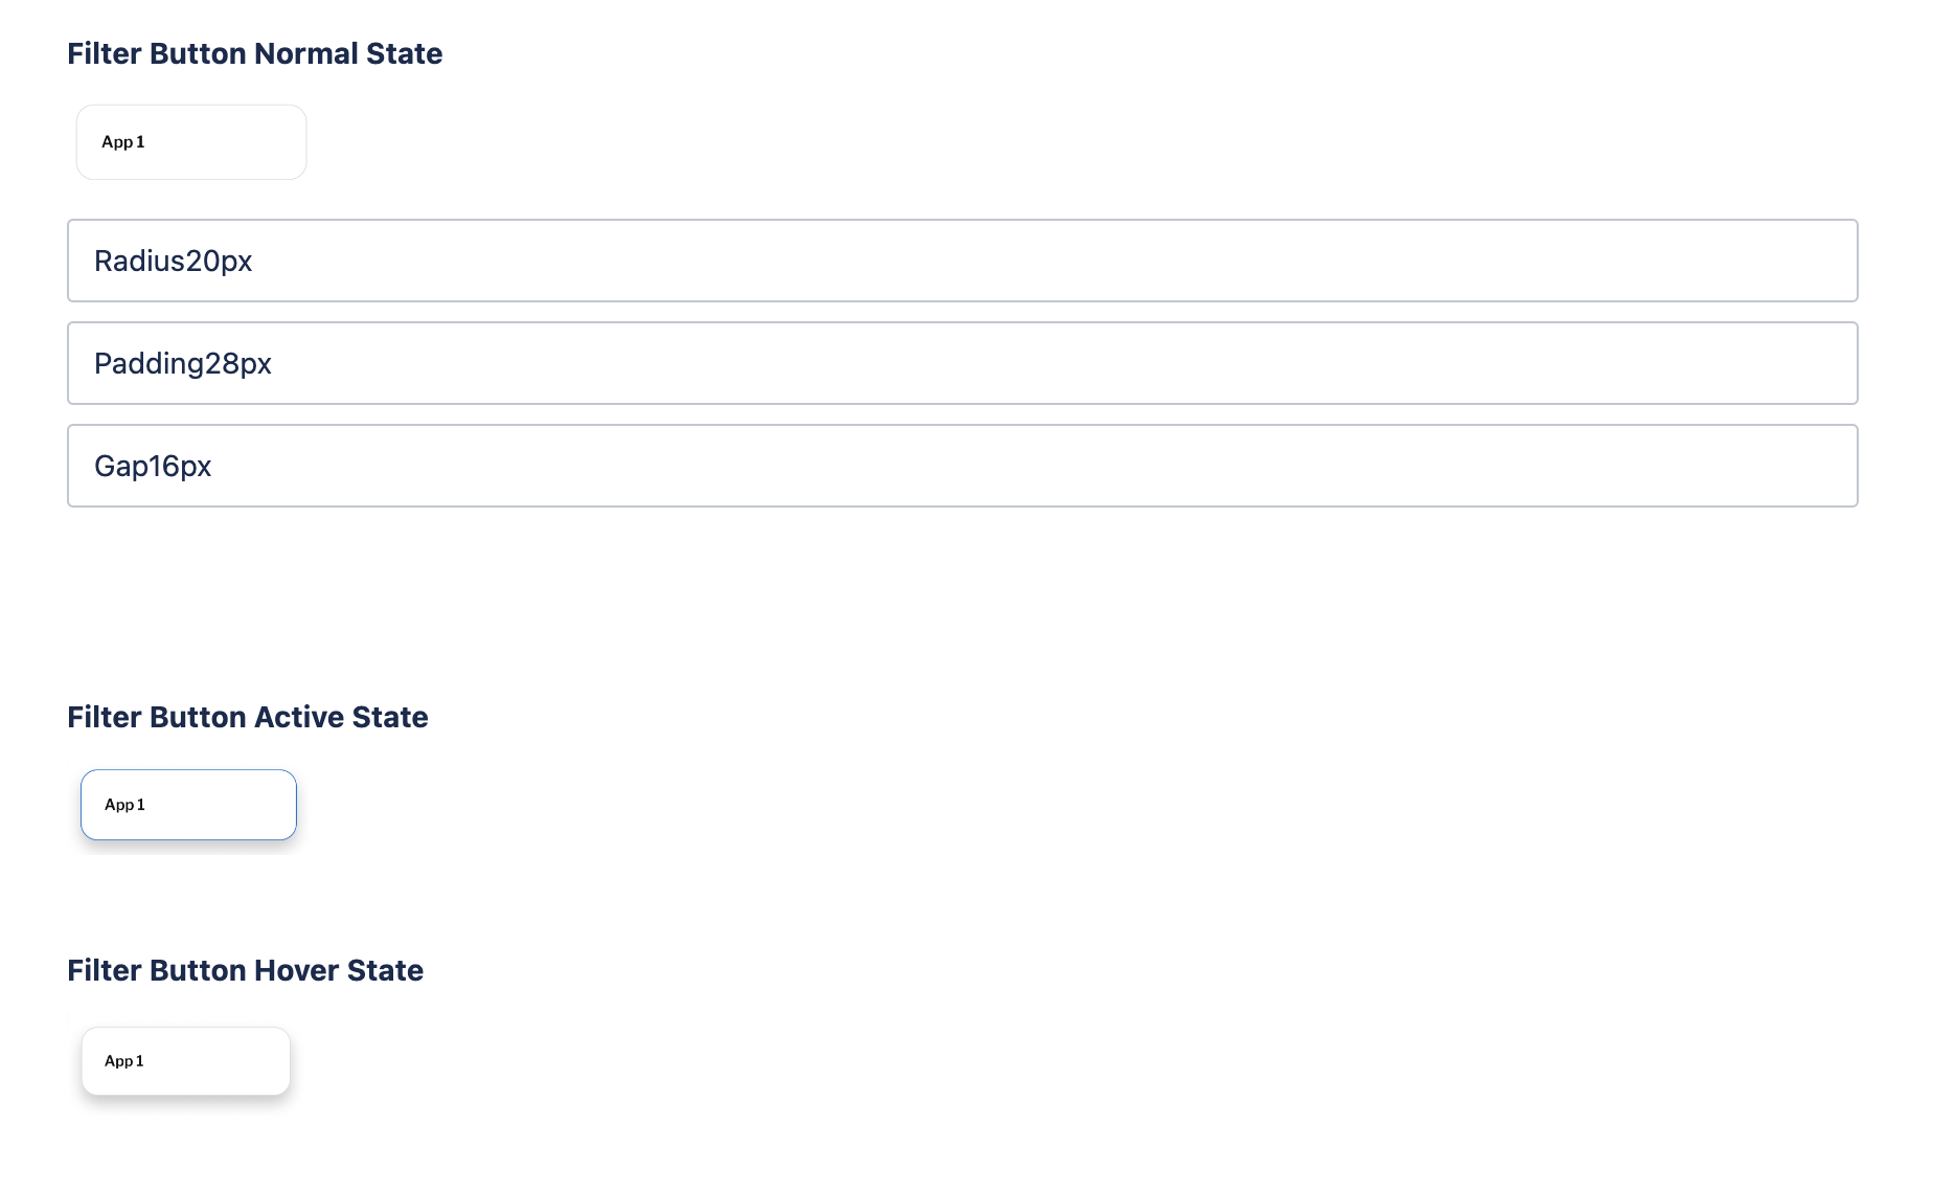 Filter Button Normal State
App 1
Radius20px
Padding28px
Gap16px
Filter Button Active State
App 1
Filter Button Hover State
App 1